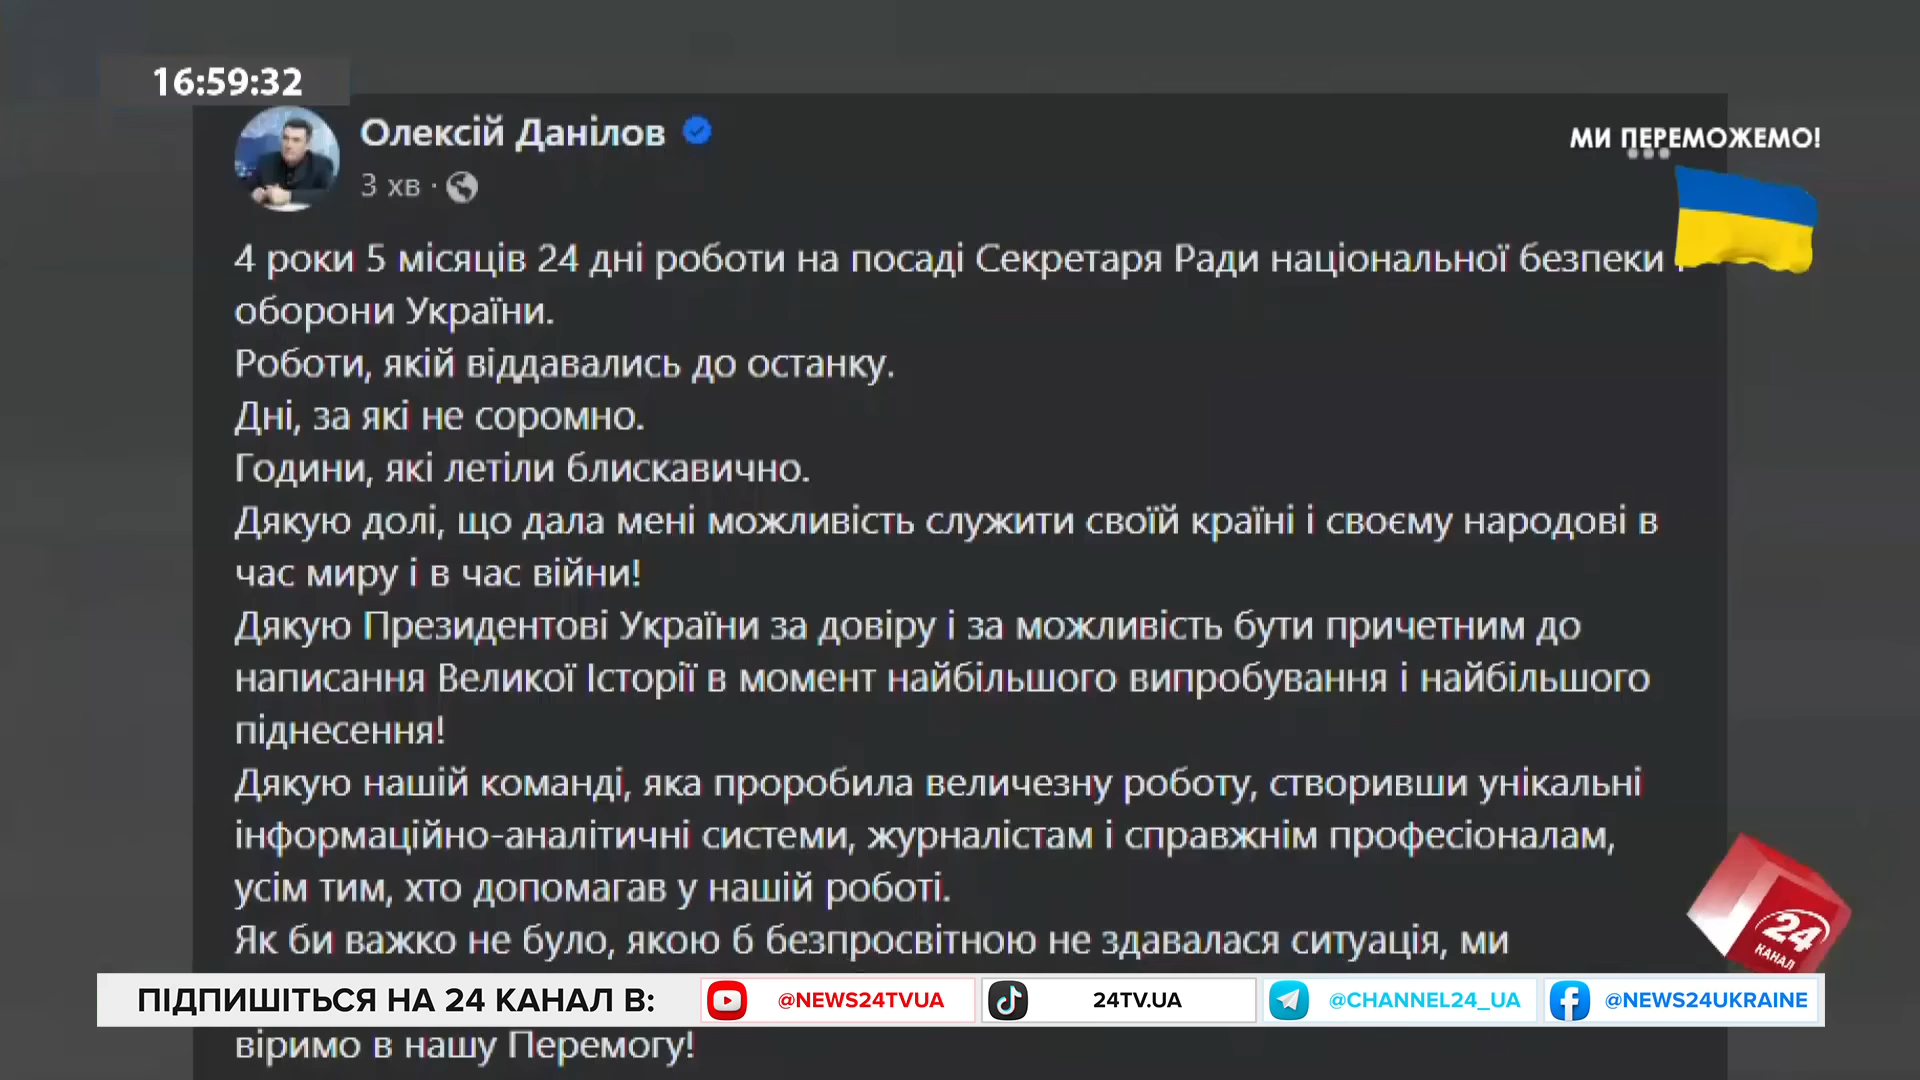 16:59:32
Олексій Данілов
3 хв ·
МИ ПЕРЕМОЖЕМО!
4 роки 5 місяців 24 дні роботи на посаді Секретаря Ради національної безпеки
оборони України.
Роботи, якій віддавались до останку.
Дні, за які не соромно.
Години, які летіли блискавично.
Дякую долі, що дала мені можливість служити своїй країні і своєму народові в
час миру і в час війни!
Дякую Президентові України за довіру і за можливість бути причетним до
написання Великої Історії в момент найбільшого випробування і найбільшого
піднесення!
Дякую нашій команді, яка проробила величезну роботу, створивши унікальні
інформаційно-аналітичні системи, журналістам і справжнім професіоналам,
усім тим, хто допомагав у нашій роботі.
Як би важко не було, якою б безпросвітною не здавалася ситуація, ми
24
КАНАЛ
ПІДПИШІТЬСЯ НА 24 КАНАЛ В: @NEWS24TVUA 24TV.UA @CHANNEL24_UA @NEWS24UKRAINE
віримо в нашу Перемогу!